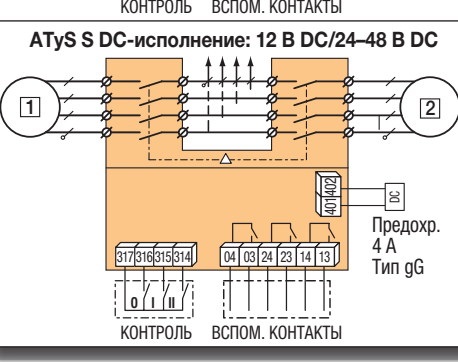 КОНТРОЛЬ ВСПОМ. КОНТАКТЫ
ATyS S DC-исполнение: 12 В DC/24–48 В DC
1
2
401 402
DC
Предохр.
4 А
Тип gG
317 316 315 314
04 03 24 23 14 13
0 I II
КОНТРОЛЬ ВСПОМ. КОНТАКТЫ